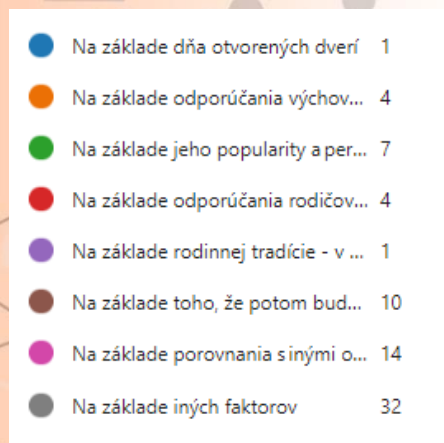 Na základe dňa otvorených dverí 1
Na základe odporúčania výchov... 4
Na základe jeho popularity a per... 7
Na základe odporúčania rodičov... 4
Na základe rodinnej tradície - v ... 1
Na základe toho, že potom bud... 10
Na základe porovnania s inými o... 14
Na základe iných faktorov 32